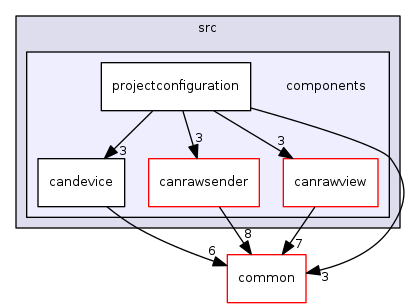 src
projectconfiguration
components
3
3
3
candevice
canrawsender
canrawview
6
8
7
3
common